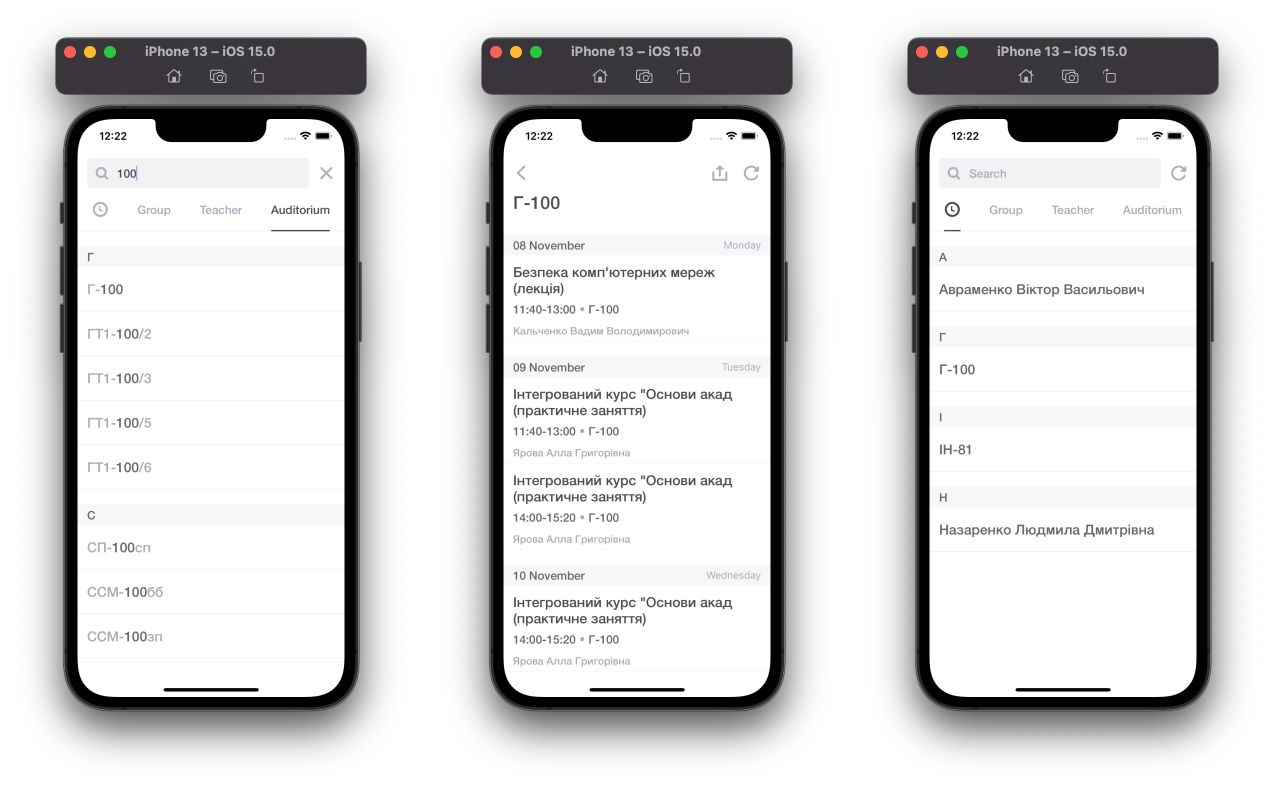 iPhone 13 – iOS 15.0
12:22
100
Group Teacher Auditorium
Г
Г-100
ГТ1-100/2
ГТ1-100/3
ГТ1-100/5
ГТ1-100/6
С
СП-100сп
ССМ-100бб
ССМ-100зп
iPhone 13 – iOS 15.0
12:22
Г-100
08 November Monday
Безпека комп'ютерних мереж
(лекція)
11:40-13:00 • Г-100
Кальченко Вадим Володимирович
09 November Tuesday
Інтегрований курс "Основи акад
(практичне заняття)
11:40-13:00 • Г-100
Ярова Алла Григорівна
Інтегрований курс "Основи акад
(практичне заняття)
14:00-15:20 • Г-100
Ярова Алла Григорівна
10 November Wednesday
Інтегрований курс "Основи акад
(практичне заняття)
14:00-15:20 • Г-100
Ярова Алла Григорівна
iPhone 13 – iOS 15.0
12:22
Search
Group Teacher Auditorium
А
Авраменко Віктор Васильович
Г
Г-100
І
ІН-81
Н
Назаренко Людмила Дмитрівна